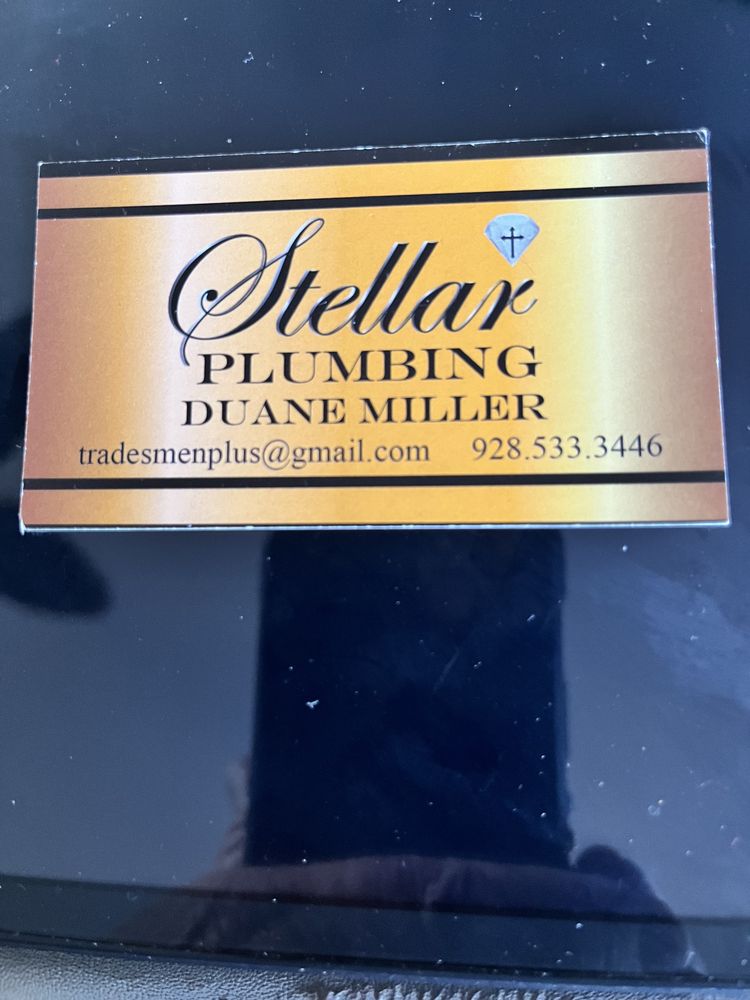 Stellar
PLUMBING
DUANE MILLER
tradesmenplus@gmail.com 928.533.3446